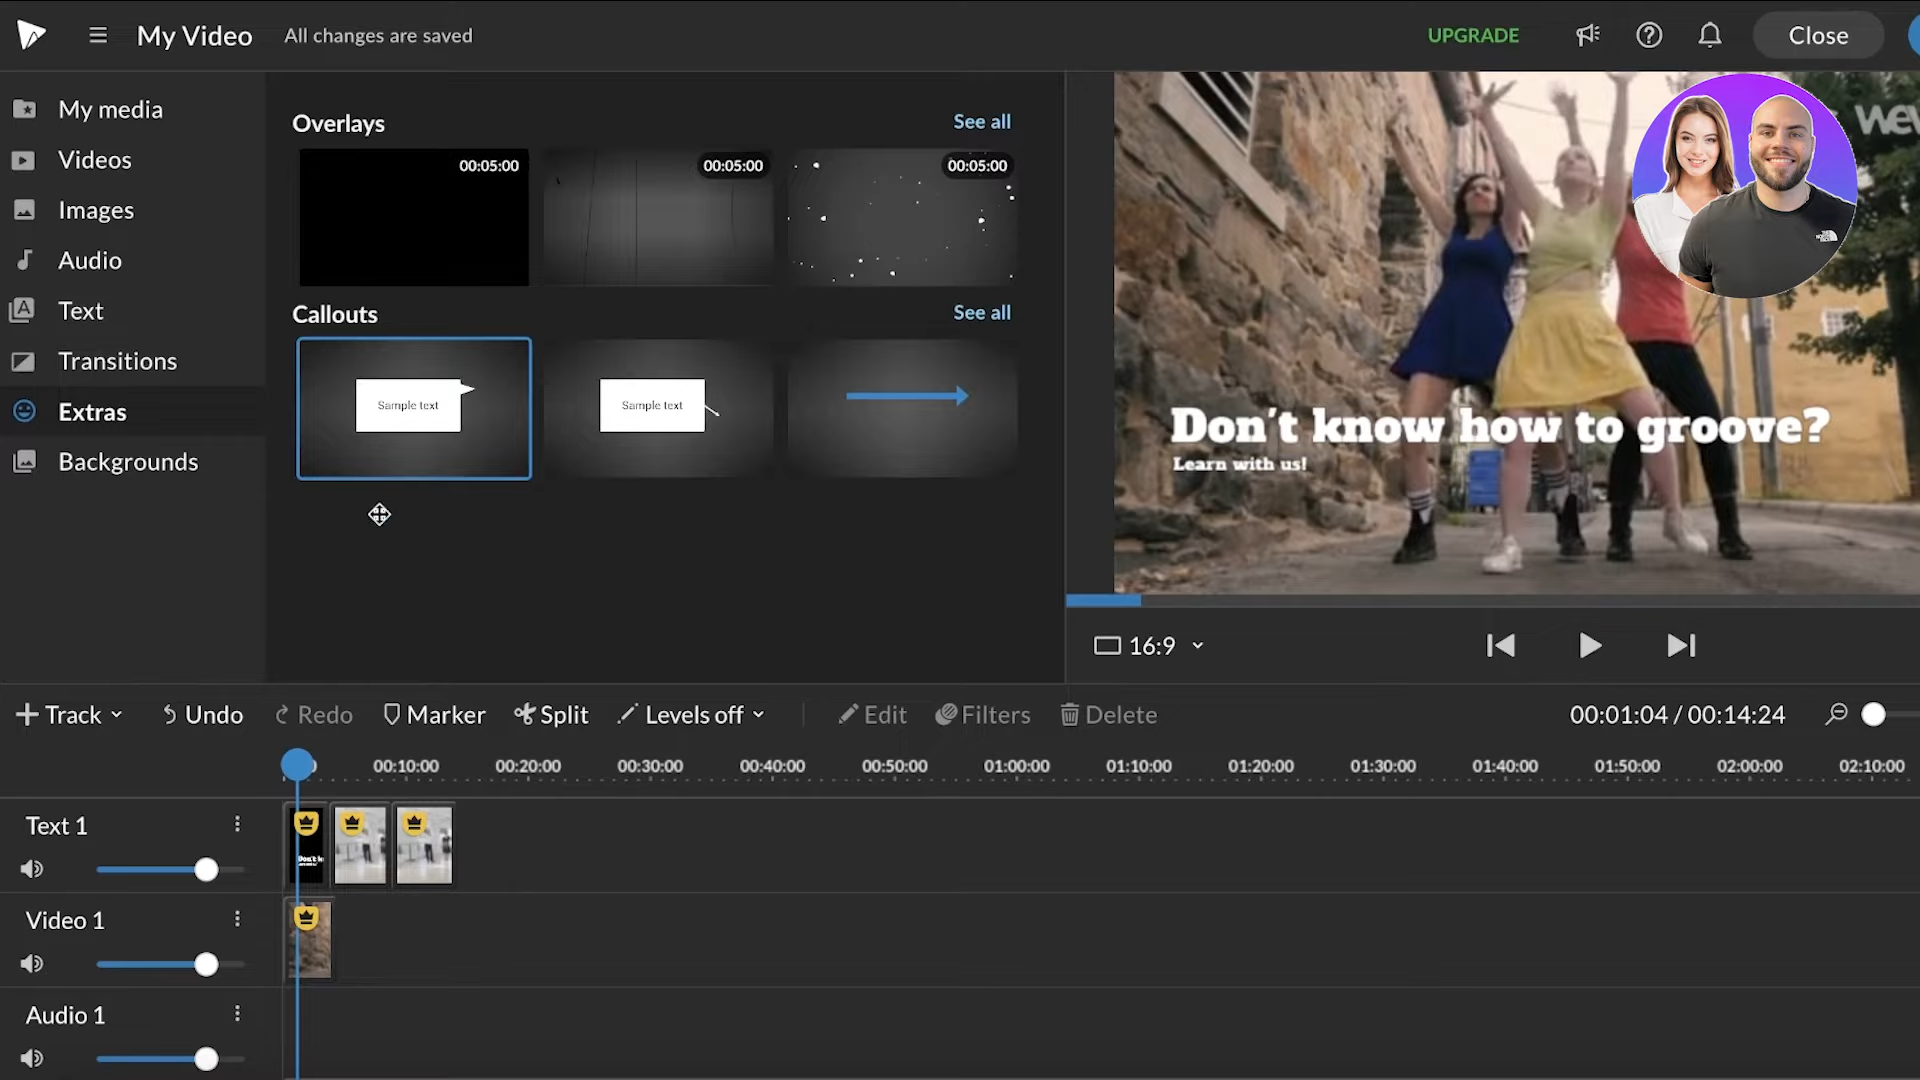 My Video All changes are saved UPGRADE Close
My media
Videos
Images
Audio
Text
Transitions
Extras
Backgrounds
Overlays See all
00:05:00 00:05:00 00:05:00
Callouts See all
Sample text Sample text
Don't know how to groove?
Learn with us!
16:9
Track Undo Redo Marker Split Levels off Edit Filters Delete 00:01:04 / 00:14:24
00:10:00 00:20:00 00:30:00 00:40:00 00:50:00 01:00:00 01:10:00 01:20:00 01:30:00 01:40:00 01:50:00 02:00:00 02:10:00
Text 1
Video 1
Audio 1